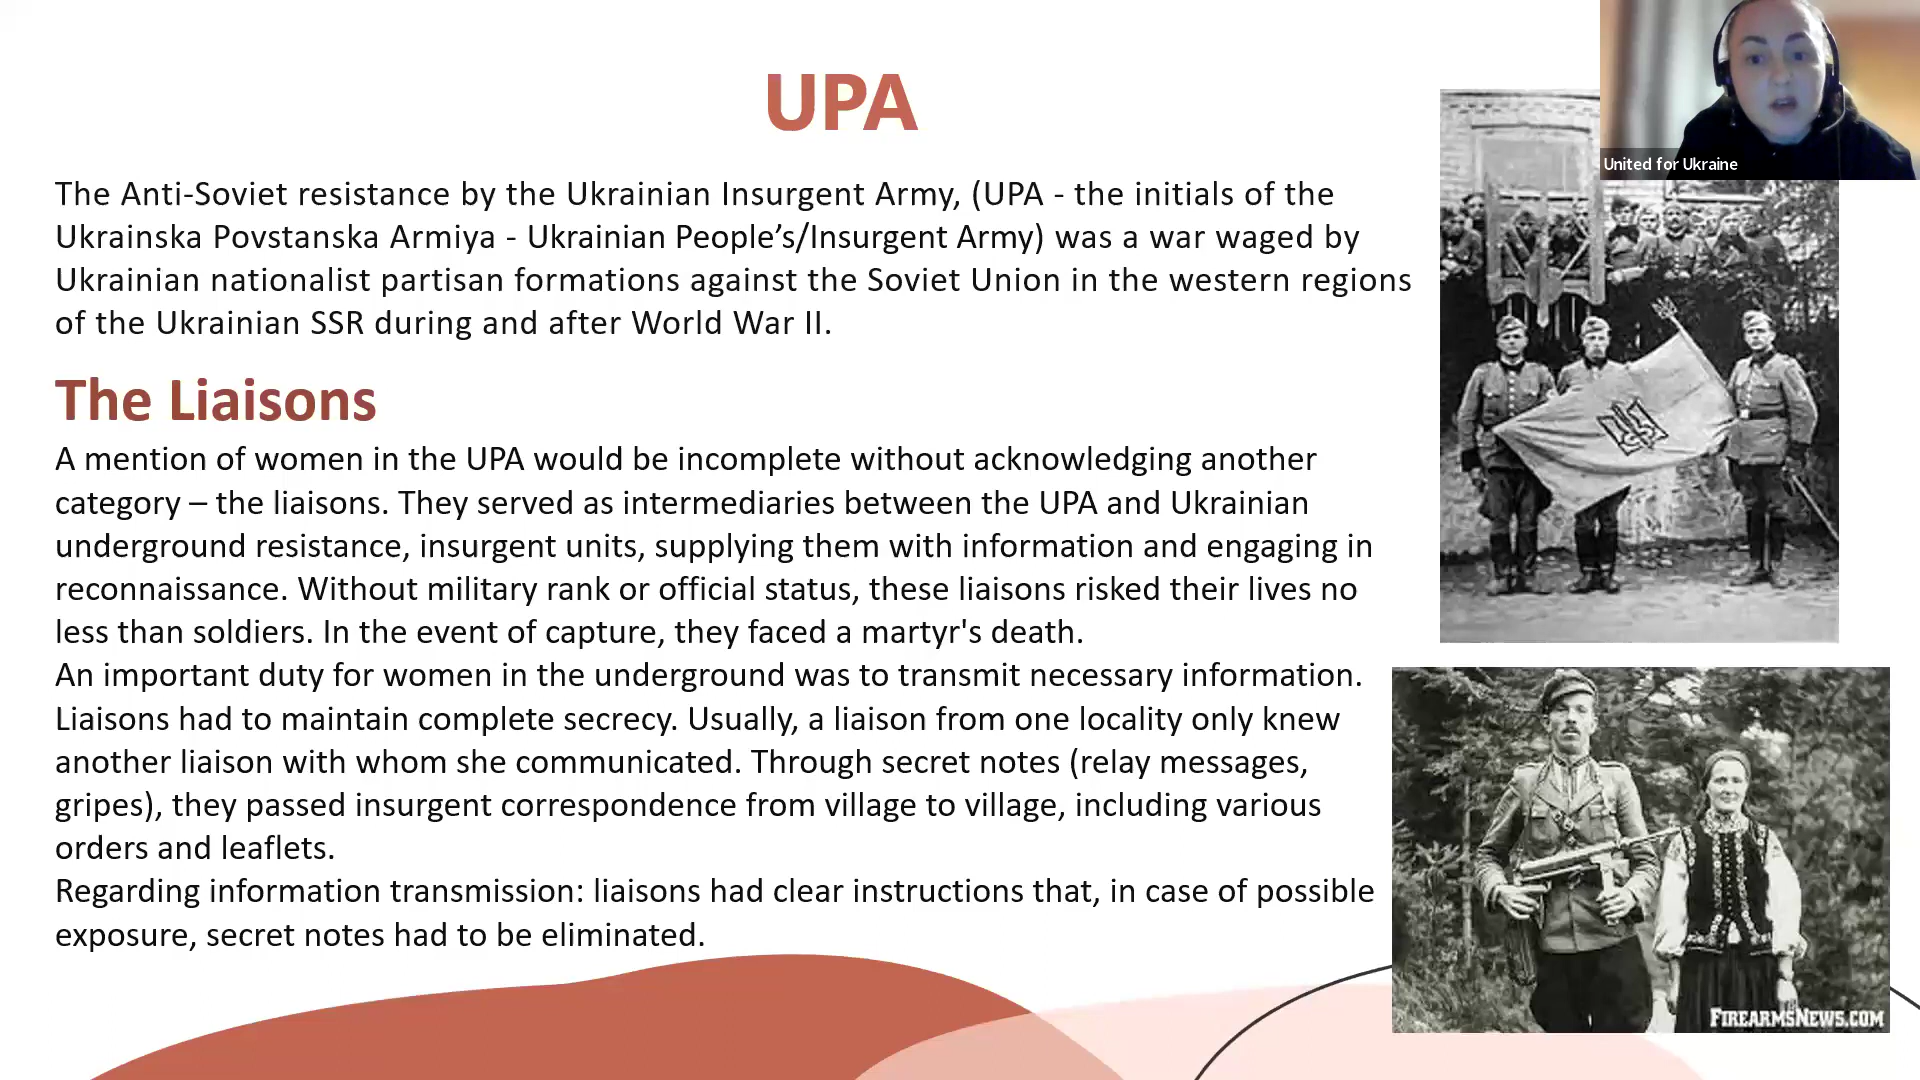 UPA
United for Ukraine
The Anti-Soviet resistance by the Ukrainian Insurgent Army, (UPA - the initials of the
Ukrainska Povstanska Armiya - Ukrainian People’s/Insurgent Army) was a war waged by
Ukrainian nationalist partisan formations against the Soviet Union in the western regions
of the Ukrainian SSR during and after World War II.
The Liaisons
A mention of women in the UPA would be incomplete without acknowledging another
category – the liaisons. They served as intermediaries between the UPA and Ukrainian
underground resistance, insurgent units, supplying them with information and engaging in
reconnaissance. Without military rank or official status, these liaisons risked their lives no
less than soldiers. In the event of capture, they faced a martyr's death.
An important duty for women in the underground was to transmit necessary information.
Liaisons had to maintain complete secrecy. Usually, a liaison from one locality only knew
another liaison with whom she communicated. Through secret notes (relay messages,
gripes), they passed insurgent correspondence from village to village, including various
orders and leaflets.
Regarding information transmission: liaisons had clear instructions that, in case of possible
exposure, secret notes had to be eliminated.
FIREARMSNEWS.COM